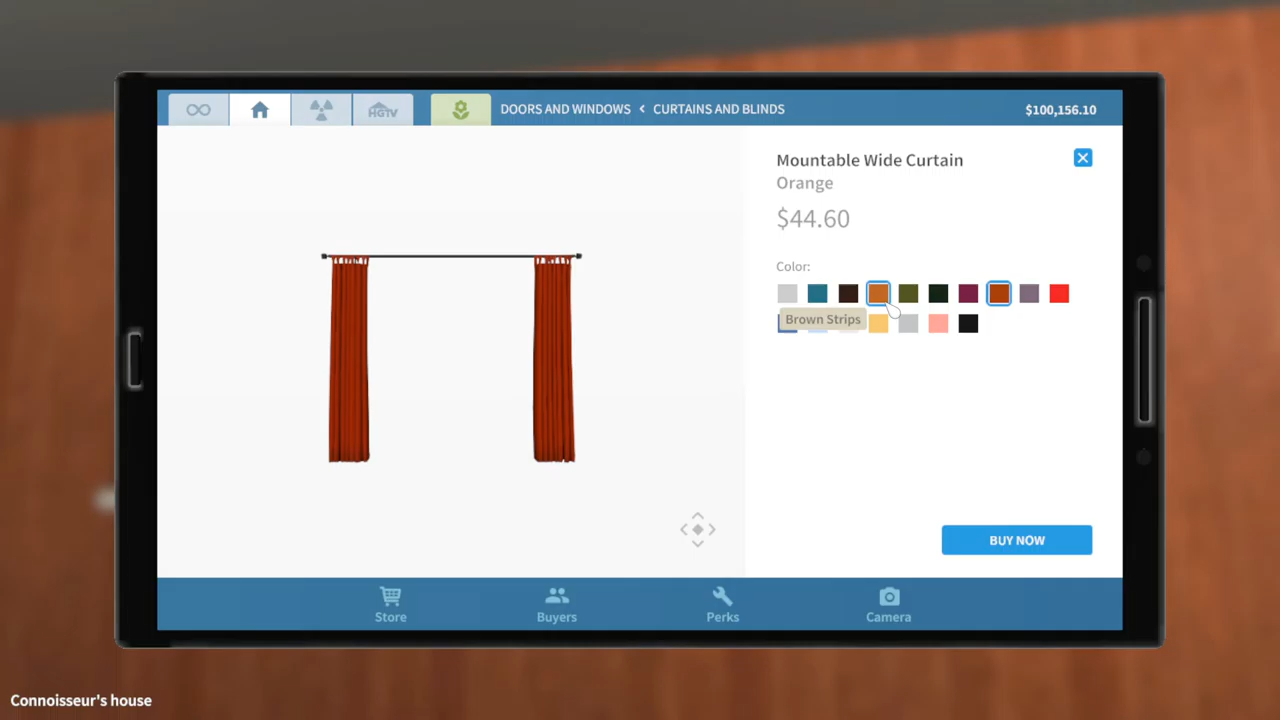 HGTV
DOORS AND WINDOWS < CURTAINS AND BLINDS
$100,156.10
Mountable Wide Curtain
Orange
$44.60
Color:
Brown Strips
BUY NOW
Store
Buyers
Perks
Camera
Connoisseur's house